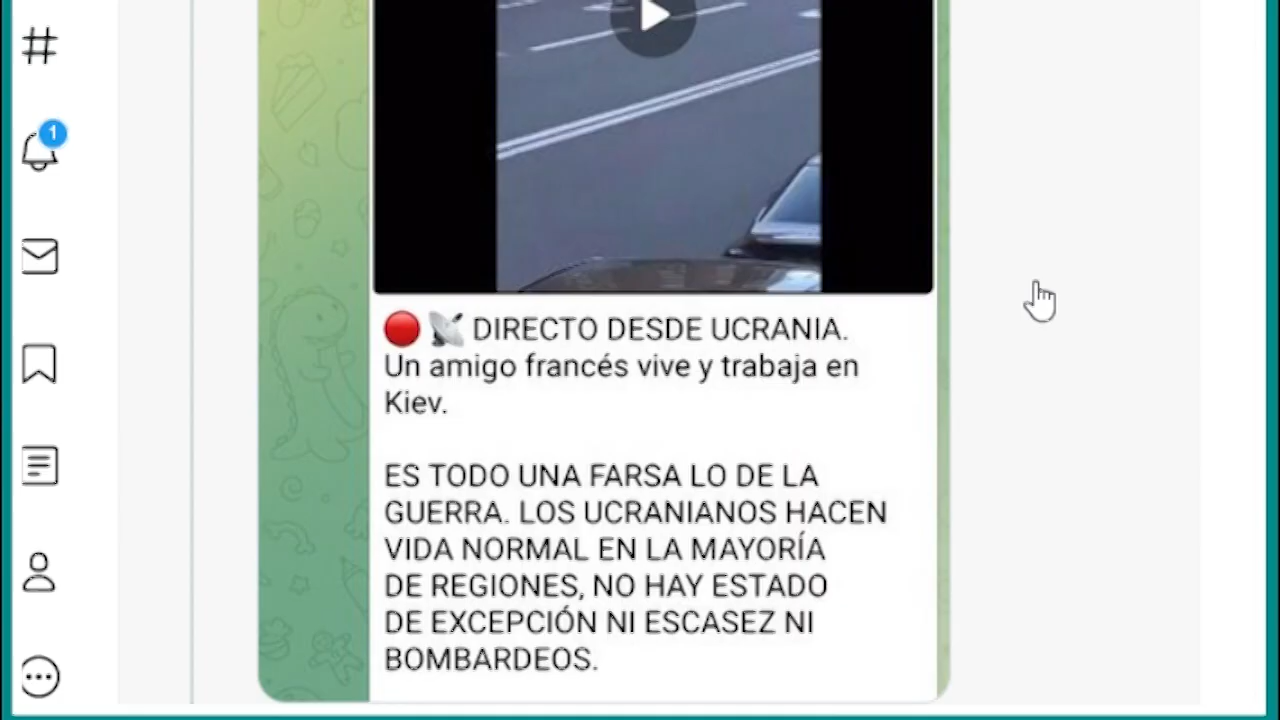 1
🔴📡 DIRECTO DESDE UCRANIA.
Un amigo francés vive y trabaja en
Kiev.
ES TODO UNA FARSA LO DE LA
GUERRA. LOS UCRANIANOS HACEN
VIDA NORMAL EN LA MAYORÍA
DE REGIONES, NO HAY ESTADO
DE EXCEPCIÓN NI ESCASEZ NI
BOMBARDEOS.